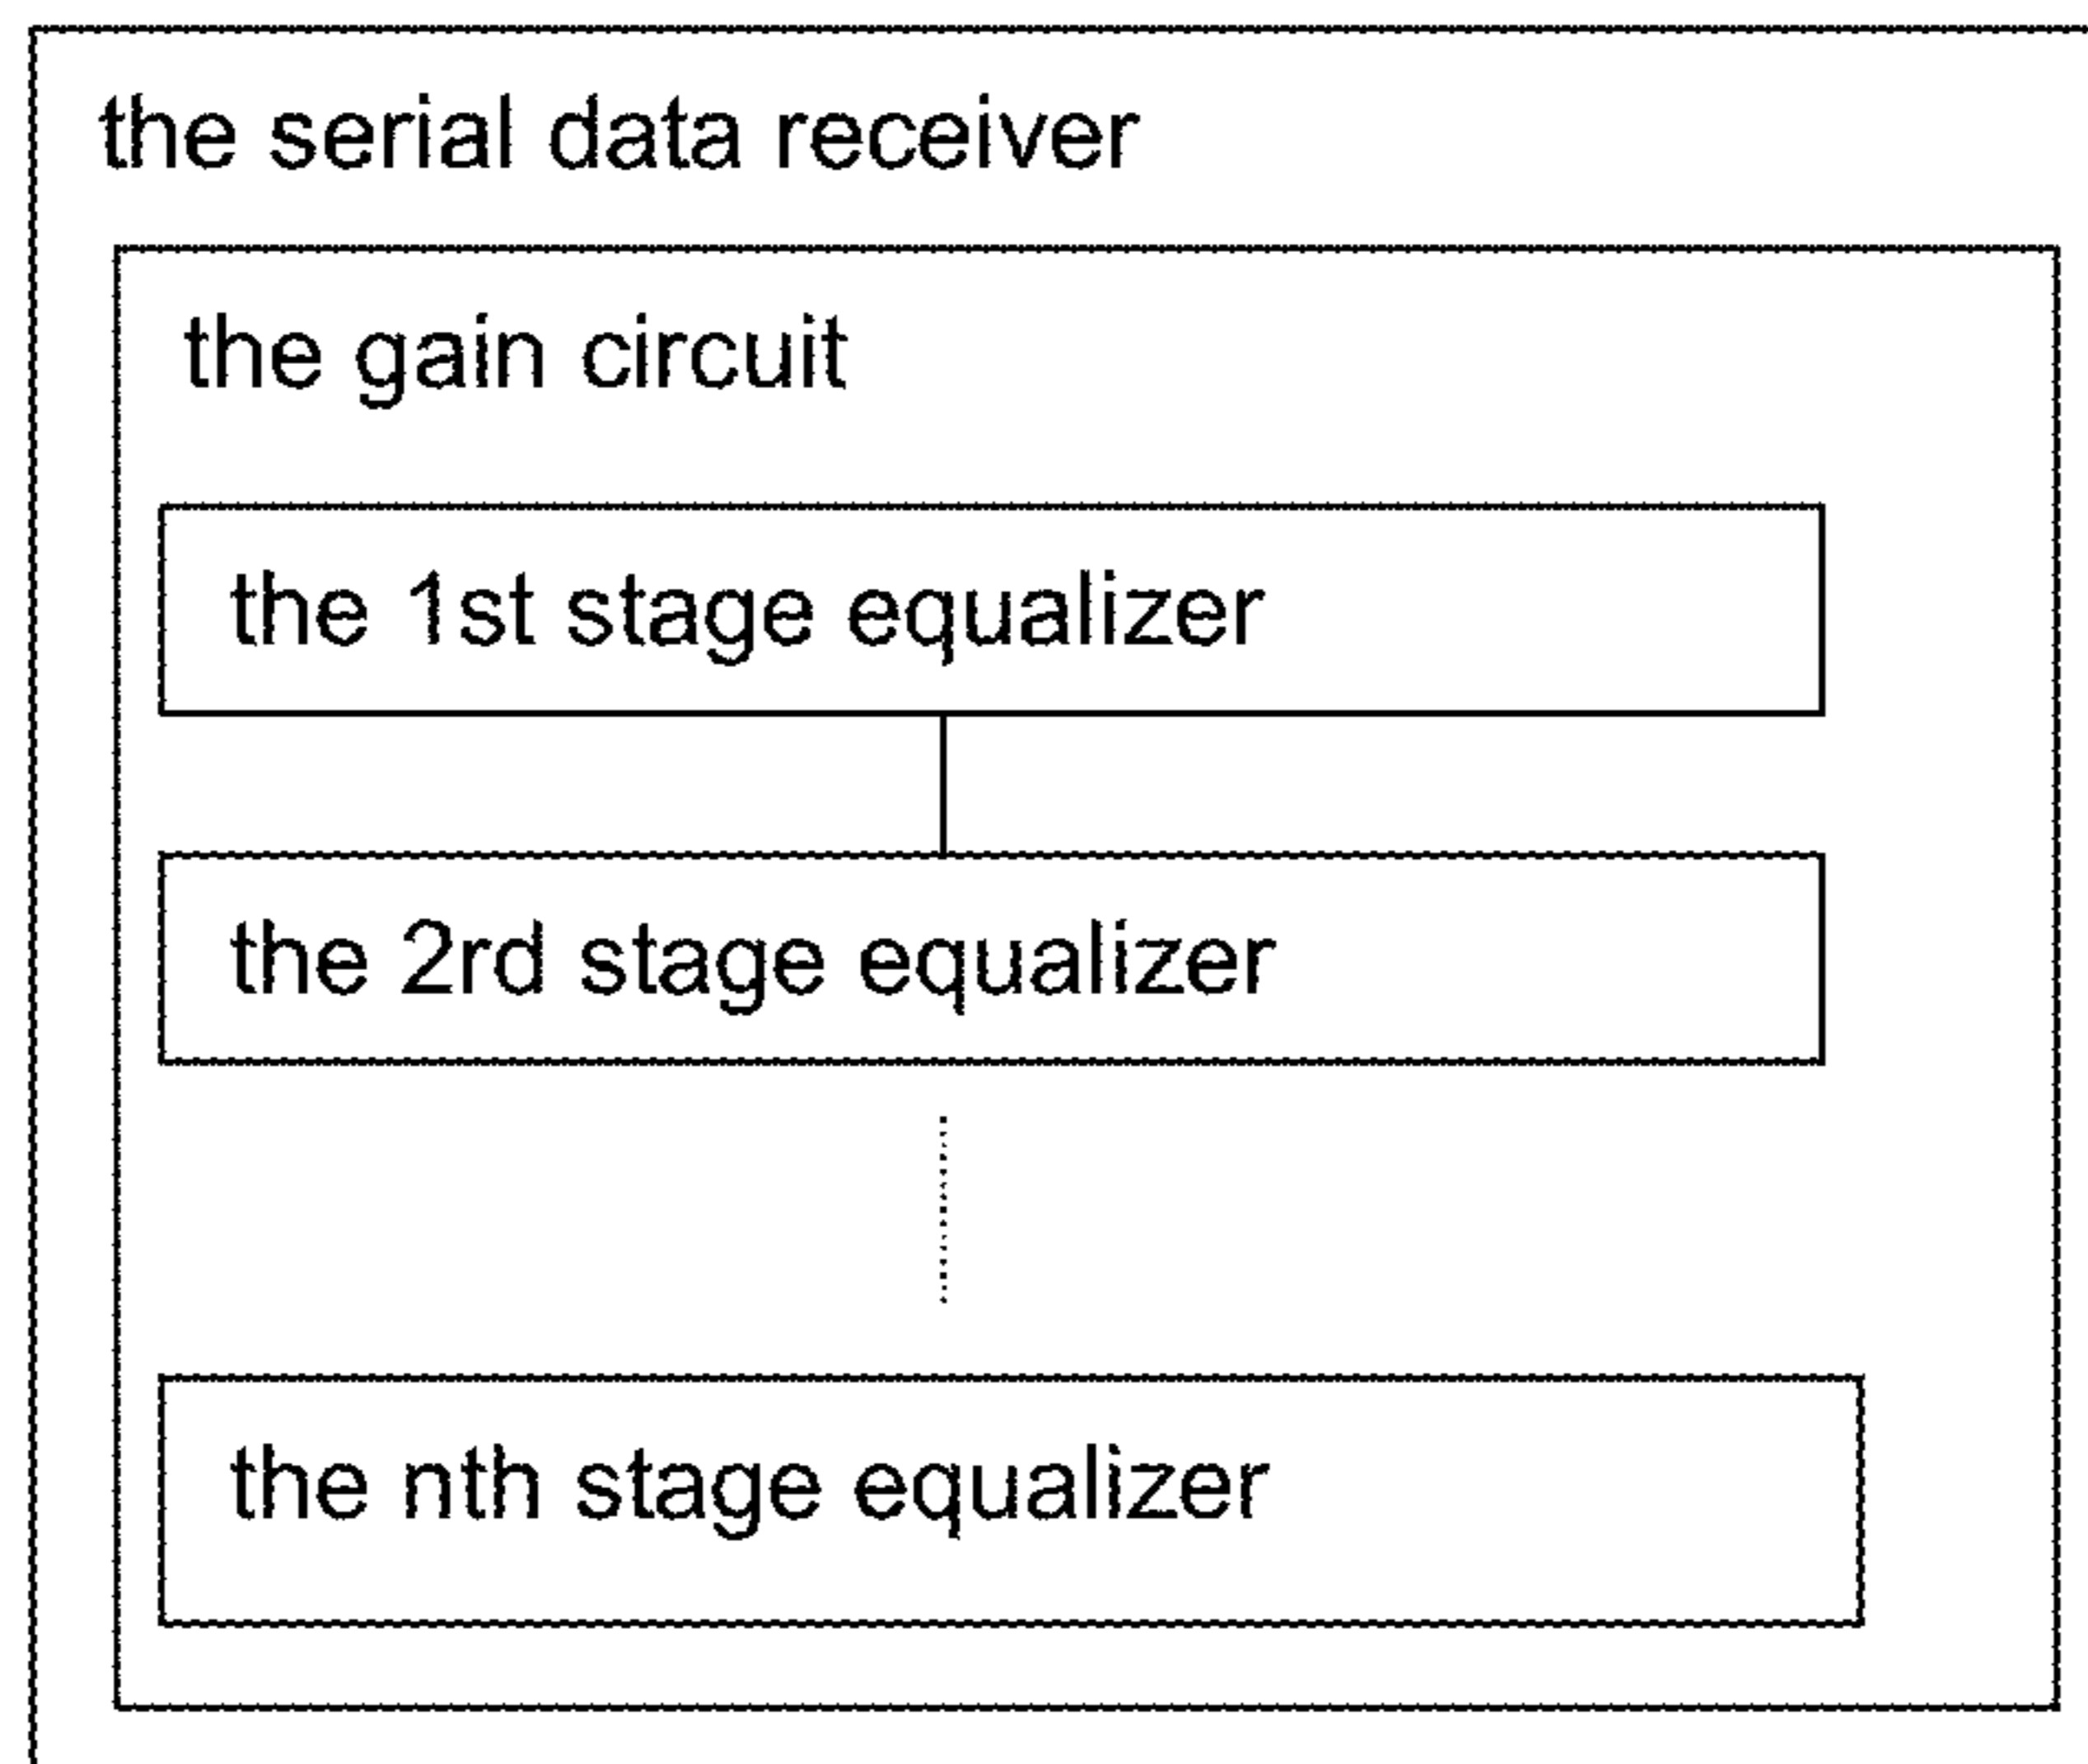 the serial data receiver
the gain circuit
the 1st stage equalizer
the 2rd stage equalizer
the nth stage equalizer